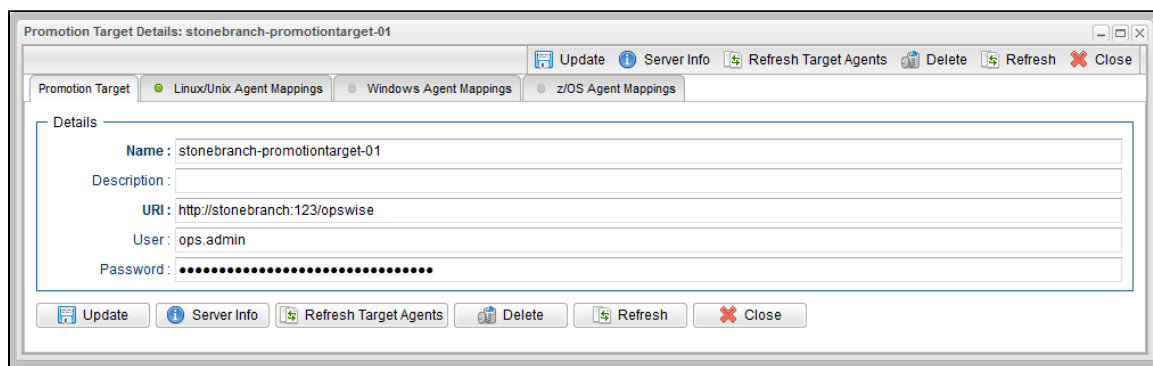 Promotion Target Details: stonebranch-promotiontarget-01
Update Server Info Refresh Target Agents Delete Refresh Close
Promotion Target Linux/Unix Agent Mappings Windows Agent Mappings z/OS Agent Mappings
Details
Name : stonebranch-promotiontarget-01
Description :
URI : http://stonebranch:123/opswise
User : ops.admin
Password : ••••••••••••••••••••••••••••••••
Update Server Info Refresh Target Agents Delete Refresh Close